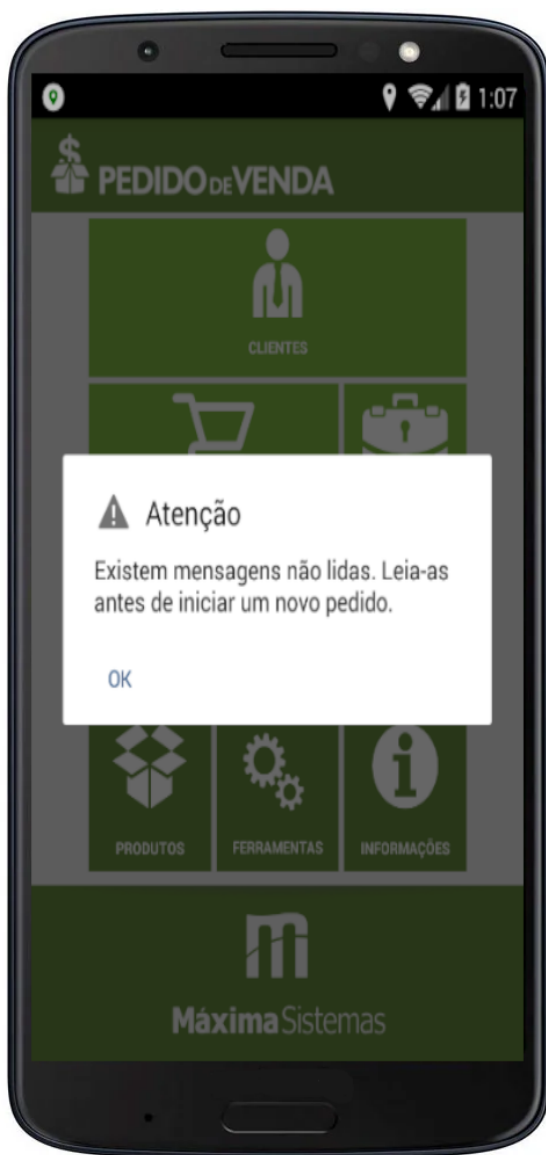 1:07
PEDIDO DE VENDA
CLIENTES
Atenção
Existem mensagens não lidas. Leia-as
antes de iniciar um novo pedido.
OK
PRODUTOS
FERRAMENTAS
INFORMAÇÕES
Máxima Sistemas